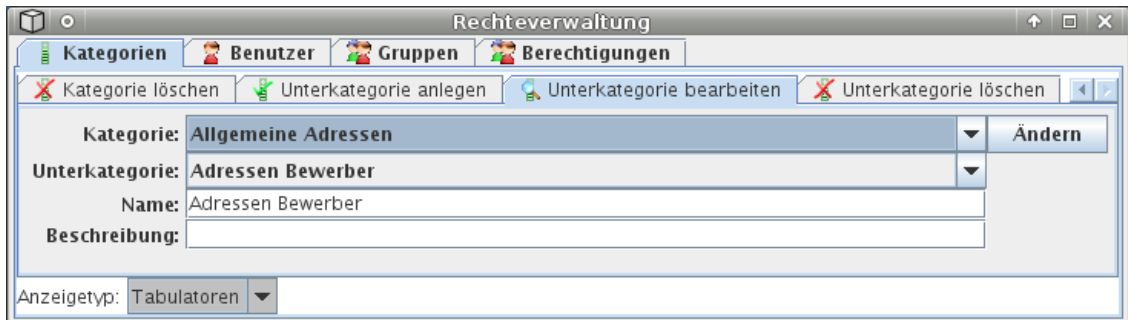 Rechteverwaltung
Kategorien Benutzer Gruppen Berechtigungen
Kategorie löschen Unterkategorie anlegen Unterkategorie bearbeiten Unterkategorie löschen
Kategorie: Allgemeine Adressen Ändern
Unterkategorie: Adressen Bewerber
Name: Adressen Bewerber
Beschreibung:
Anzeigetyp: Tabulatoren